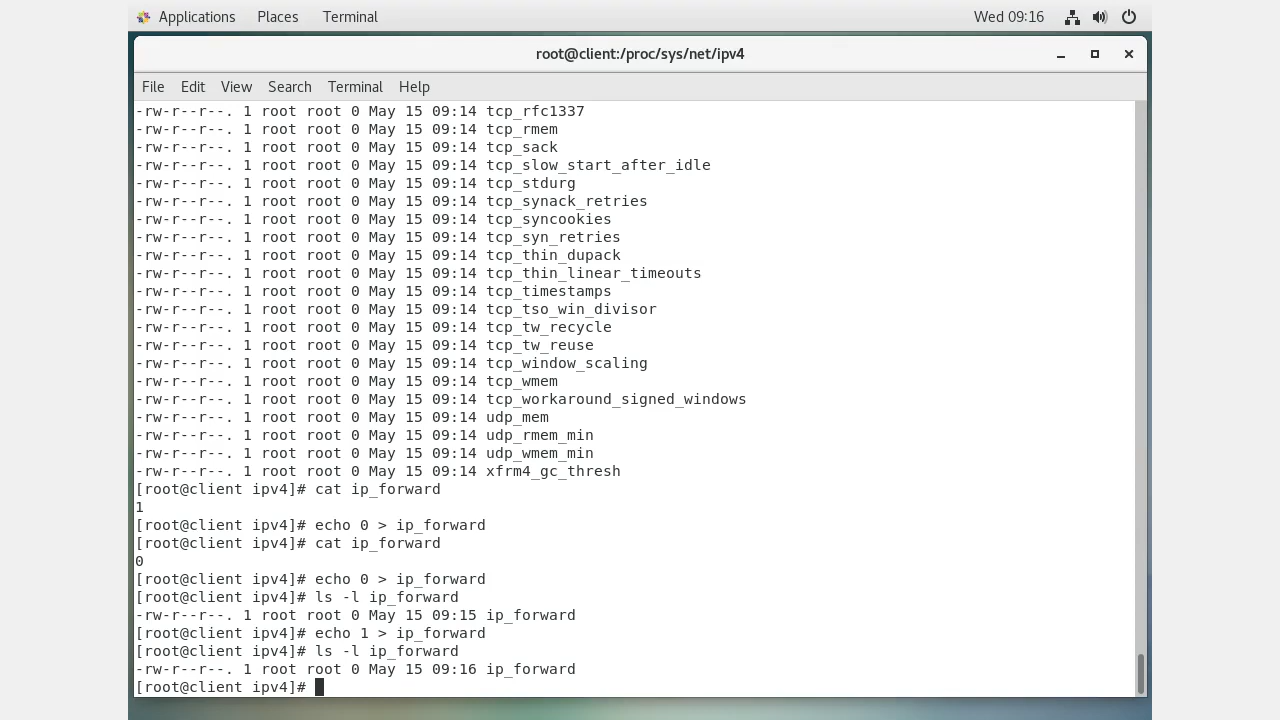 Applications Places Terminal Wed 09:16
root@client:/proc/sys/net/ipv4
File Edit View Search Terminal Help
-rw-r--r--. 1 root root 0 May 15 09:14 tcp_rfc1337
-rw-r--r--. 1 root root 0 May 15 09:14 tcp_rmem
-rw-r--r--. 1 root root 0 May 15 09:14 tcp_sack
-rw-r--r--. 1 root root 0 May 15 09:14 tcp_slow_start_after_idle
-rw-r--r--. 1 root root 0 May 15 09:14 tcp_stdurg
-rw-r--r--. 1 root root 0 May 15 09:14 tcp_synack_retries
-rw-r--r--. 1 root root 0 May 15 09:14 tcp_syncookies
-rw-r--r--. 1 root root 0 May 15 09:14 tcp_syn_retries
-rw-r--r--. 1 root root 0 May 15 09:14 tcp_thin_dupack
-rw-r--r--. 1 root root 0 May 15 09:14 tcp_thin_linear_timeouts
-rw-r--r--. 1 root root 0 May 15 09:14 tcp_timestamps
-rw-r--r--. 1 root root 0 May 15 09:14 tcp_tso_win_divisor
-rw-r--r--. 1 root root 0 May 15 09:14 tcp_tw_recycle
-rw-r--r--. 1 root root 0 May 15 09:14 tcp_tw_reuse
-rw-r--r--. 1 root root 0 May 15 09:14 tcp_window_scaling
-rw-r--r--. 1 root root 0 May 15 09:14 tcp_wmem
-rw-r--r--. 1 root root 0 May 15 09:14 tcp_workaround_signed_windows
-rw-r--r--. 1 root root 0 May 15 09:14 udp_mem
-rw-r--r--. 1 root root 0 May 15 09:14 udp_rmem_min
-rw-r--r--. 1 root root 0 May 15 09:14 udp_wmem_min
-rw-r--r--. 1 root root 0 May 15 09:14 xfrm4_gc_thresh
[root@client ipv4]# cat ip_forward
1
[root@client ipv4]# echo 0 > ip_forward
[root@client ipv4]# cat ip_forward
0
[root@client ipv4]# echo 0 > ip_forward
[root@client ipv4]# ls -l ip_forward
-rw-r--r--. 1 root root 0 May 15 09:15 ip_forward
[root@client ipv4]# echo 1 > ip_forward
[root@client ipv4]# ls -l ip_forward
-rw-r--r--. 1 root root 0 May 15 09:16 ip_forward
[root@client ipv4]#